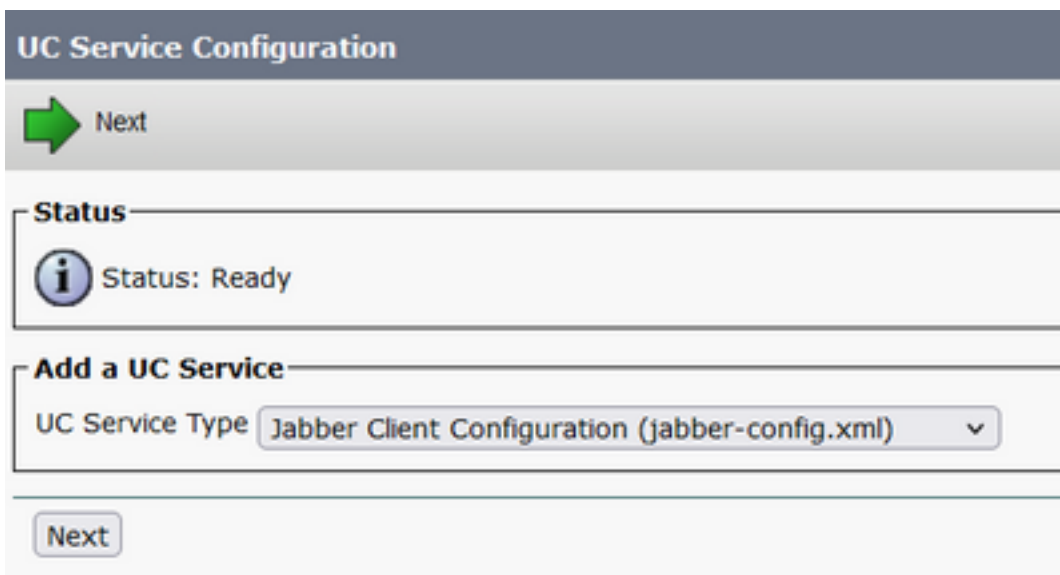 UC Service Configuration
Next
Status
Status: Ready
Add a UC Service
UC Service Type Jabber Client Configuration (jabber-config.xml)
Next